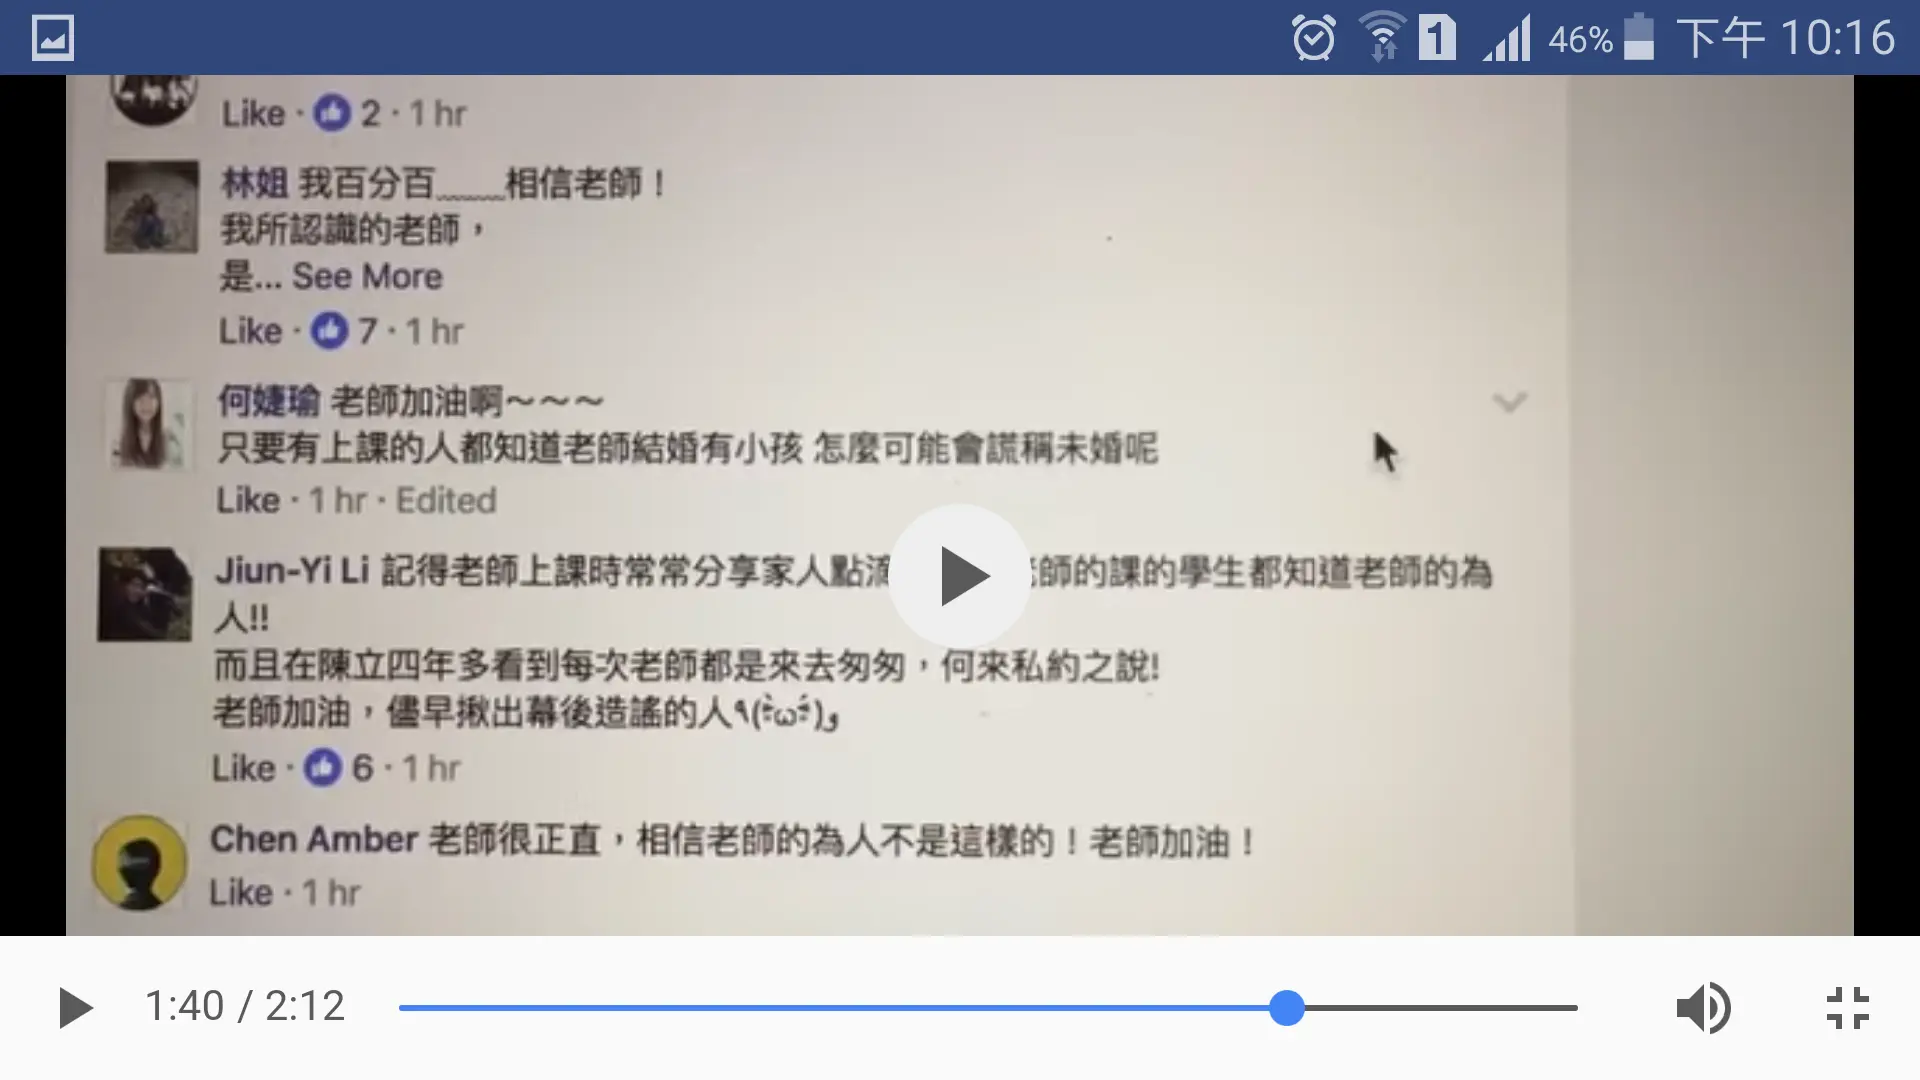 46% 下午 10:16
Like · 2 · 1 hr
林姐 我百分百﹏﹏相信老師！
我所認識的老師，
是... See More
Like · 7 · 1 hr
何婕瑜 老師加油啊～～～
只要有上課的人都知道老師結婚有小孩 怎麼可能會謊稱未婚呢
Like · 1 hr · Edited
Jiun-Yi Li 記得老師上課時常常分享家人點滴 師的課的學生都知道老師的為
人!!
而且在陳立四年多看到每次老師都是來去匆匆，何來私約之說!
老師加油，儘早揪出幕後造謠的人٩(•̀ω•́)و
Like · 6 · 1 hr
Chen Amber 老師很正直，相信老師的為人不是這樣的！老師加油！
Like · 1 hr
1:40 / 2:12